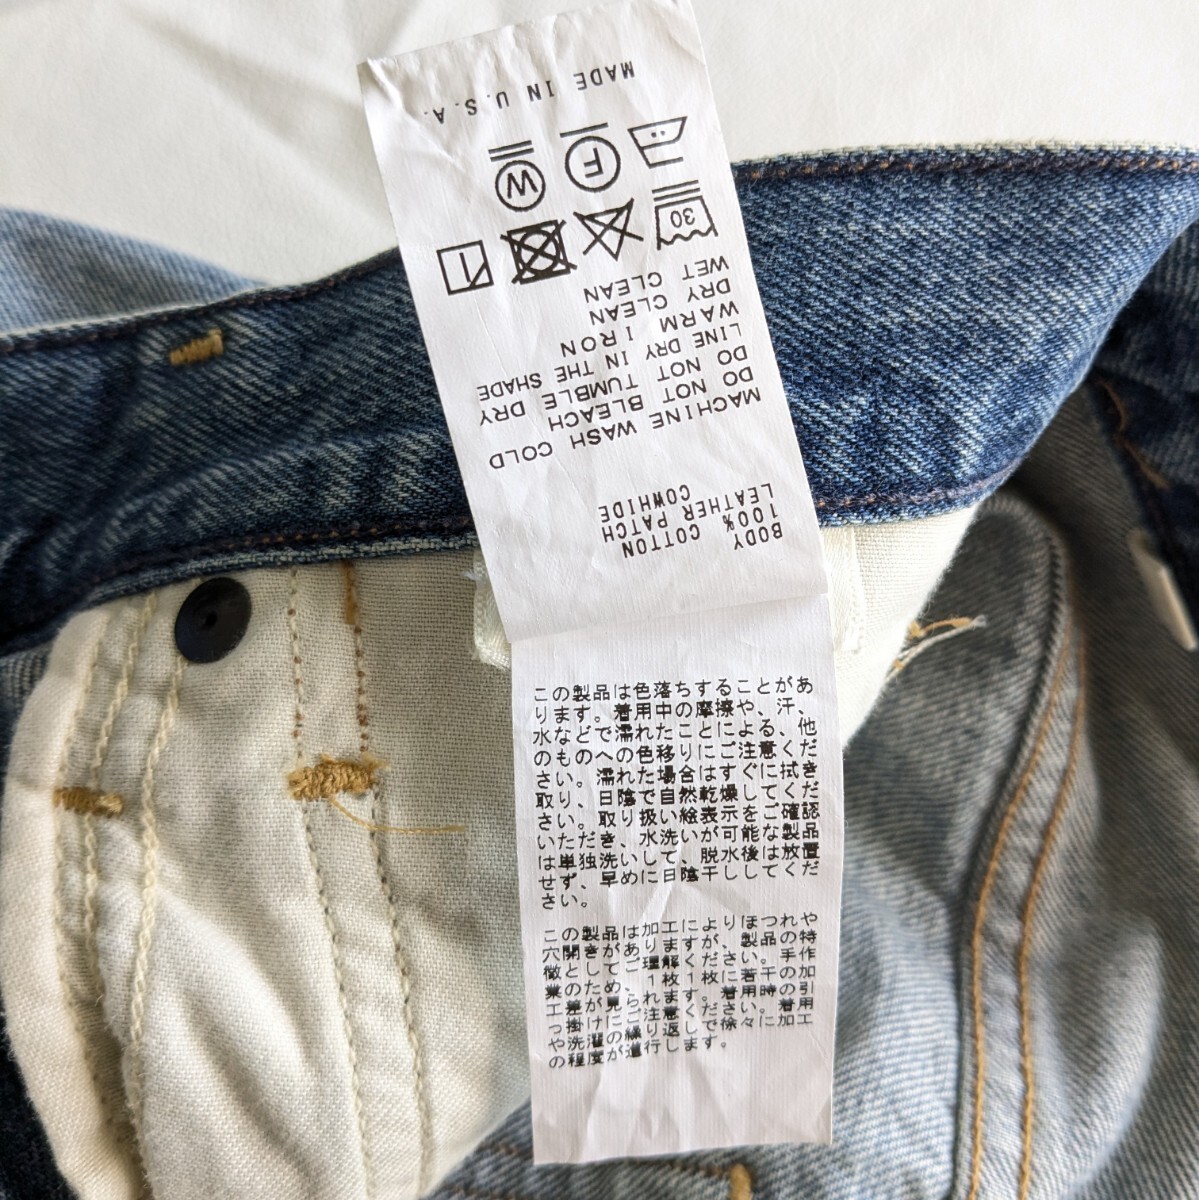 BODY
100% COTTON
LEATHER PATCH
COWHIDE
MACHINE WASH COLD
DO NOT BLEACH
DO NOT TUMBLE DRY
LINE DRY IN THE SHADE
WARM IRON
DRY CLEAN
WET CLEAN
30
F
W
MADE IN U.S.A.
この製品は色落ちすることがあ
ります。着用中の摩擦や、汗、
水などで濡れたことによる、他
のものへの色移りにご注意くだ
さい。濡れた場合はすぐに拭き
取り、日陰で自然乾燥してくだ
さい。取り扱い絵表示をご確認
いただき、水洗いが可能な製品
は単独洗いして、脱水後は放置
せず、早めに日陰干ししてくだ
さい。
この製品は加工によりほつれや
穴開きがありますが、製品の特
徴としてご理解ください。手作
業のため、1枚1枚に若干の加
工差が見られます。着用時の引
っ掛けにご注意ください。着用
や洗濯の繰り返しで徐々に加工
の程度が進行します。